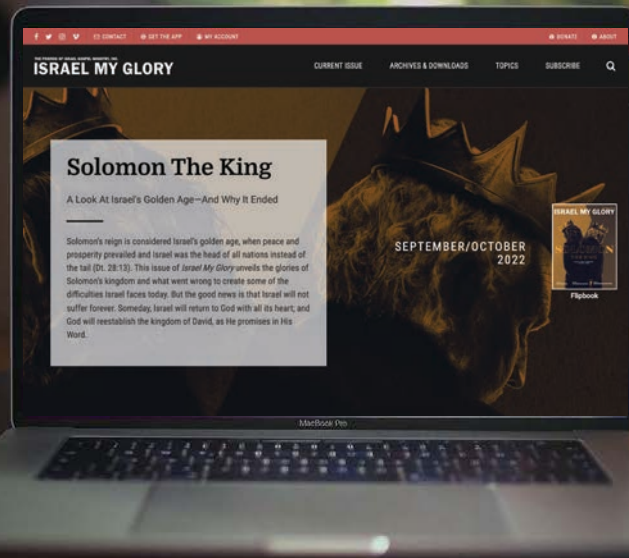 CONTACT GET THE APP MY ACCOUNT DONATE ABOUT
ISRAEL MY GLORY
CURRENT ISSUE ARCHIVES & DOWNLOADS TOPICS SUBSCRIBE
Solomon The King
A Look At Israel's Golden Age—And Why It Ended
Solomon's reign is considered Israel's golden age, when peace and
prosperity prevailed and Israel was the head of all nations instead of
the tail (Dt. 28:13). This issue of Israel My Glory unveils the glories of
Solomon's kingdom and what went wrong to create some of the
difficulties Israel faces today. But the good news is that Israel will not
suffer forever. Someday, Israel will return to God with all its heart; and
God will reestablish the kingdom of David, as He promises in His
Word.
SEPTEMBER/OCTOBER
2022
ISRAEL MY GLORY
Flipbook
MacBook Pro